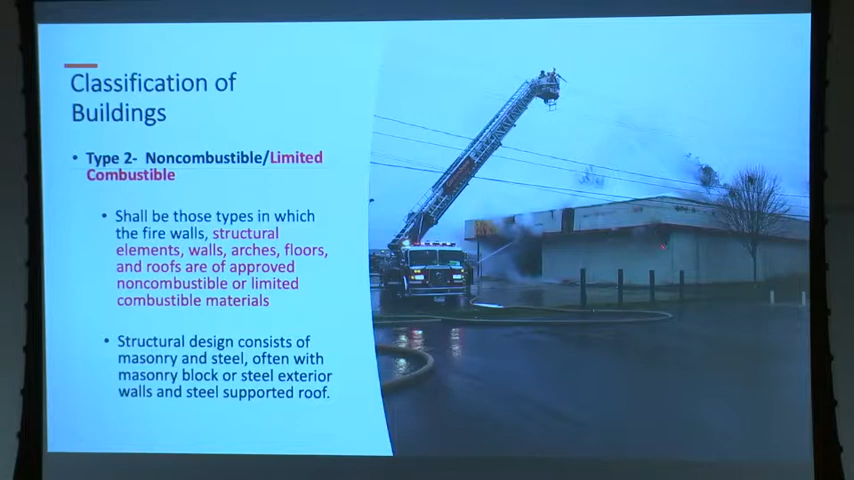 Classification of
Buildings
• Type 2- Noncombustible/Limited
Combustible
• Shall be those types in which
the fire walls, structural
elements, walls, arches, floors,
and roofs are of approved
noncombustible or limited
combustible materials
• Structural design consists of
masonry and steel, often with
masonry block or steel exterior
walls and steel supported roof.